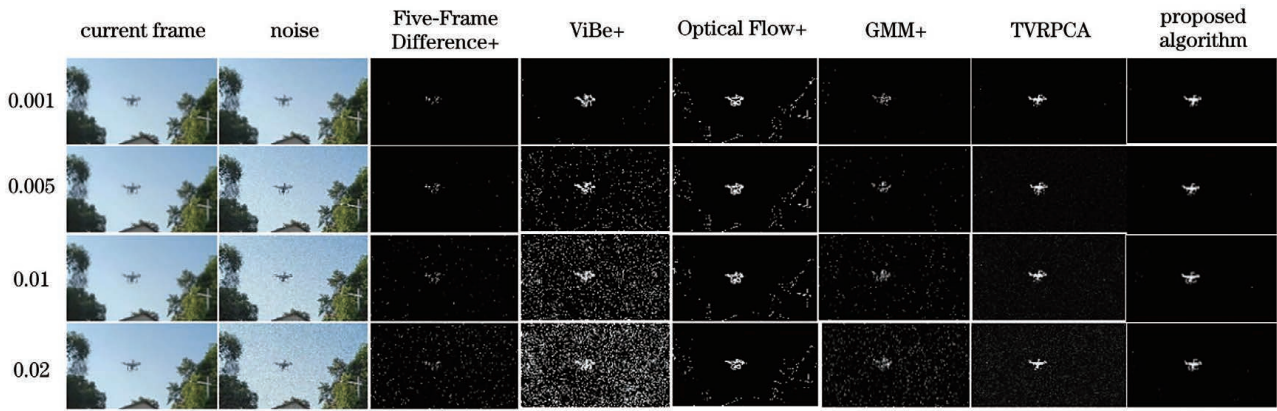 current frame
noise
Five-Frame
Difference+
ViBe+
Optical Flow+
GMM+
TVRPCA
proposed
algorithm
0.001
0.005
0.01
0.02